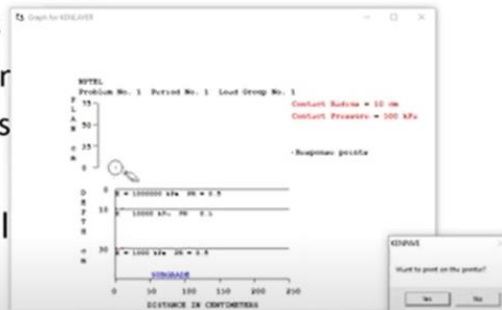 Graph for KENLAYER
NPTEL
Problem No. 1 Period No. 1 Load Group No. 1
Contact Radius = 10 cm
Contact Pressure = 500 kPa
PLAN cm
75
50
25
0
Response points
DEPTH cm
0
10
30
E = 1000000 kPa PR = 0.5
10000 kPa PR
E = 1000 kPa PR = 0.5
SUBGRADE
0 50 100 150 200 250
DISTANCE IN CENTIMETERS
KENPAVE
Want to print on the printer?
Yes
No